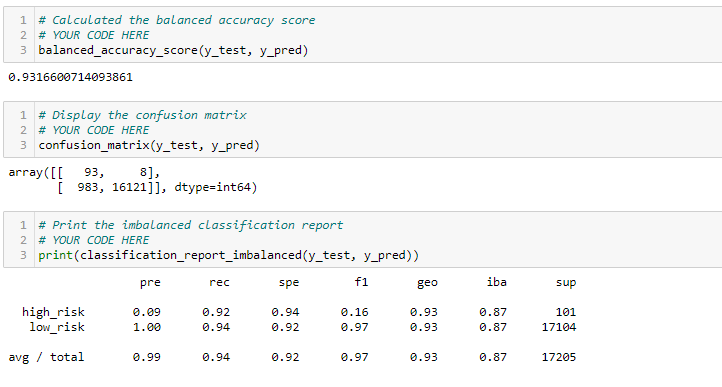 1 # Calculated the balanced accuracy score
2 # YOUR CODE HERE
3 balanced_accuracy_score(y_test, y_pred)
0.9316600714093861
1 # Display the confusion matrix
2 # YOUR CODE HERE
3 confusion_matrix(y_test, y_pred)
array([[   93,     8],
       [  983, 16121]], dtype=int64)
1 # Print the imbalanced classification report
2 # YOUR CODE HERE
3 print(classification_report_imbalanced(y_test, y_pred))
pre rec spe f1 geo iba sup
high_risk 0.09 0.92 0.94 0.16 0.93 0.87 101
low_risk 1.00 0.94 0.92 0.97 0.93 0.87 17104
avg / total 0.99 0.94 0.92 0.97 0.93 0.87 17205